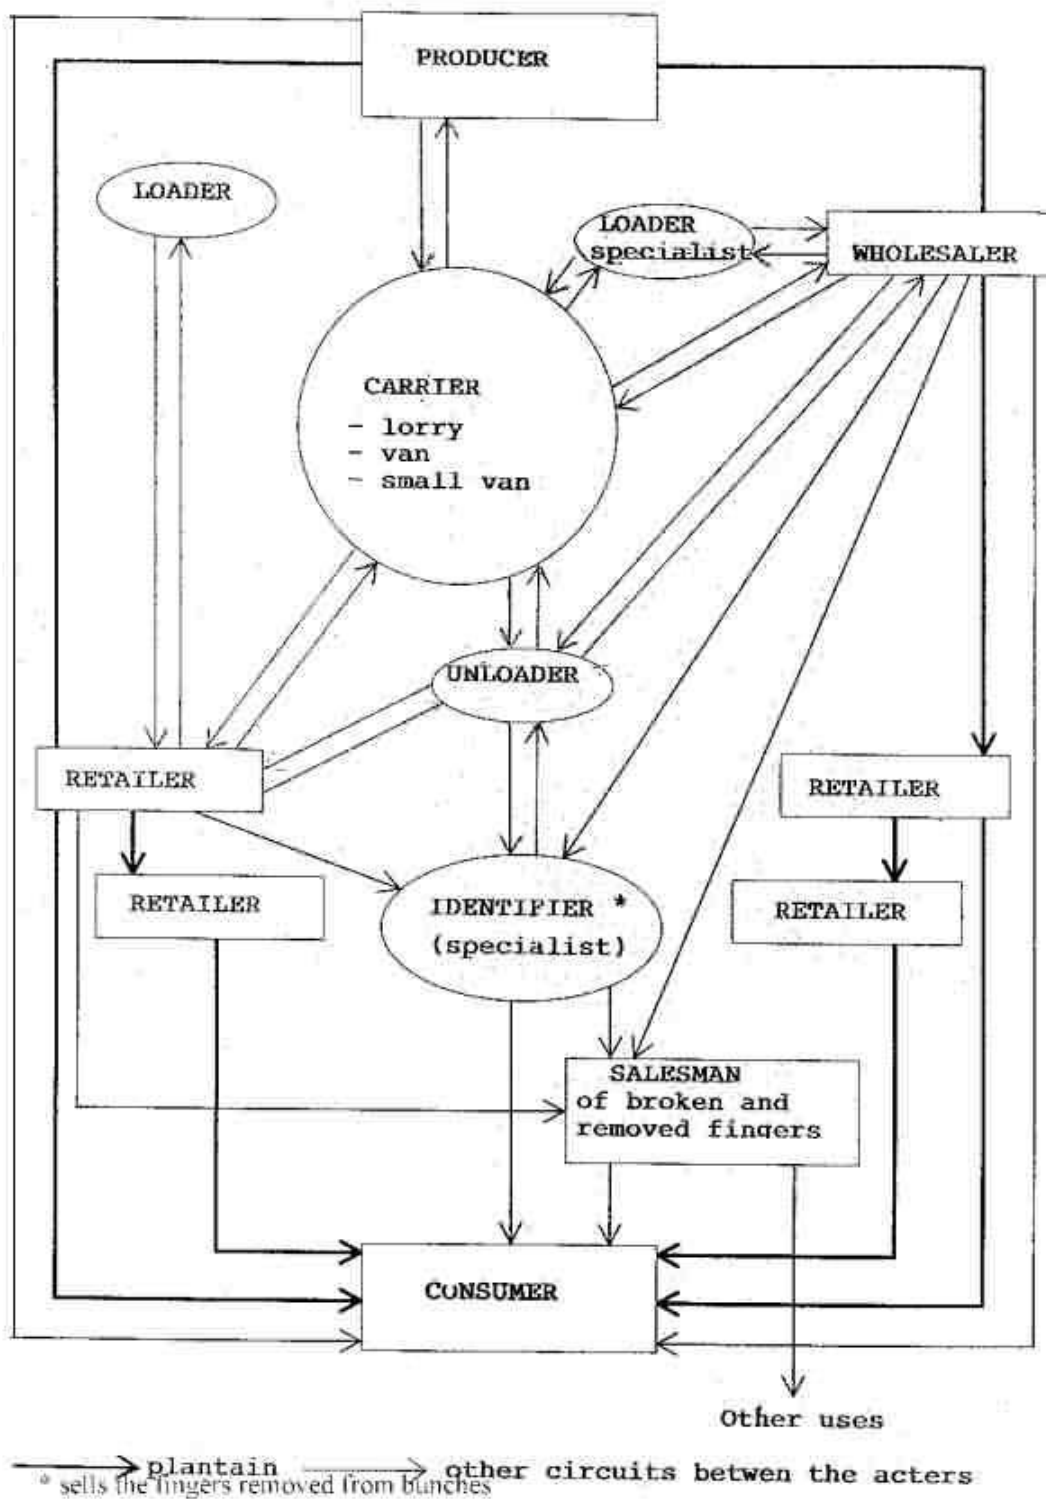 PRODUCER
LOADER
LOADER
specialist
WHOLESALER
CARRIER
- lorry
- van
- small van
UNLOADER
RETAILER
RETAILER
RETAILER
IDENTIFIER *
(specialist)
RETAILER
SALESMAN
of broken and
removed fingers
CONSUMER
Other uses
plantain
other circuits betwen the acters
* sells the fingers removed from bunches